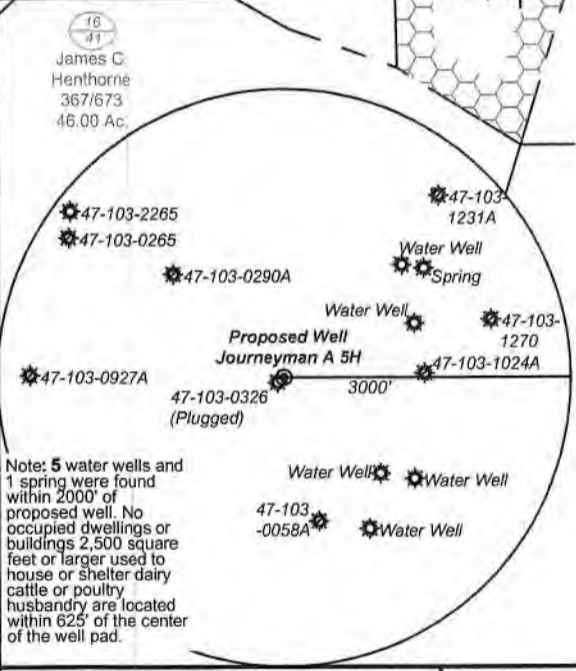 16
41
James C
Henthorne
367/673
46.00 Ac.
47-103-2265
47-103-
1231A
47-103-0265
Water Well
47-103-0290A
Spring
Water Well
47-103-
1270
Proposed Well
Journeyman A 5H
47-103-1024A
47-103-0927A
3000'
47-103-0326
(Plugged)
Note: 5 water wells and
1 spring were found
within 2000' of
proposed well. No
occupied dwellings or
buildings 2,500 square
feet or larger used to
house or shelter dairy
cattle or poultry
husbandry are located
within 625' of the center
of the well pad.
Water Well
Water Well
47-103
-0058A
Water Well